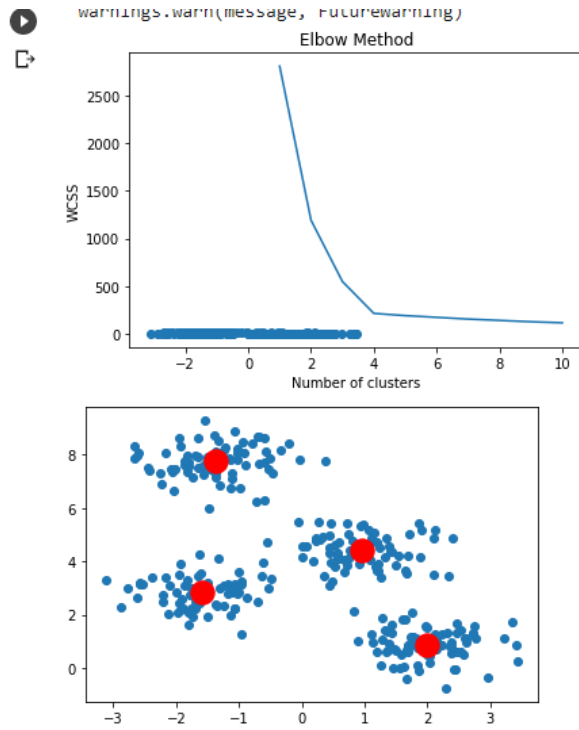 warnings.warn(message, FutureWarning)
Elbow Method
2500
2000
1500
1000
500
0
WCSS
−2 0 2 4 6 8 10
Number of clusters
8
6
4
2
0
−3 −2 −1 0 1 2 3